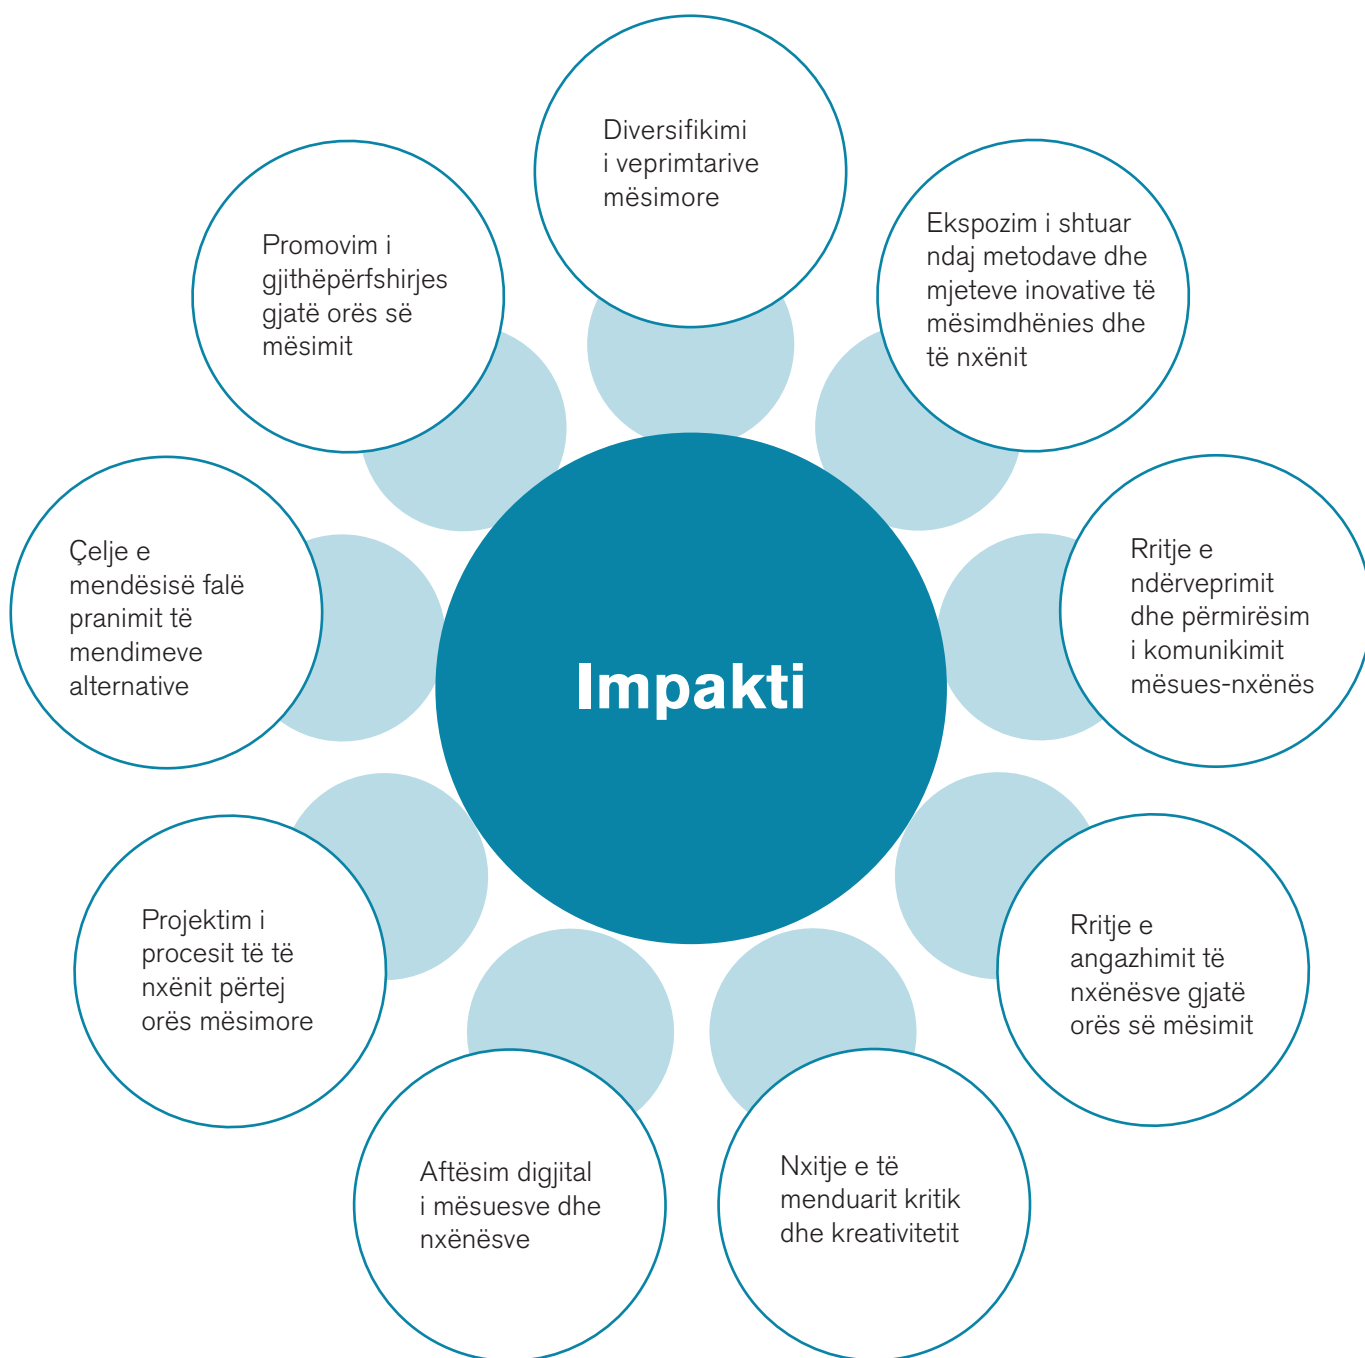 Diversifikimi
i veprimtarive
mësimore
Ekspozim i shtuar
ndaj metodave dhe
mjeteve inovative të
mësimdhënies dhe
të nxënit
Rritje e
ndërveprimit
dhe përmirësim
i komunikimit
mësues-nxënës
Rritje e
angazhimit të
nxënësve gjatë
orës së mësimit
Nxitje e të
menduarit kritik
dhe kreativitetit
Aftësim digjital
i mësuesve dhe
nxënësve
Projektim i
procesit të të
nxënit përtej
orës mësimore
Çelje e
mendësisë falë
pranimit të
mendimeve
alternative
Promovim i
gjithëpërfshirjes
gjatë orës së
mësimit
Impakti